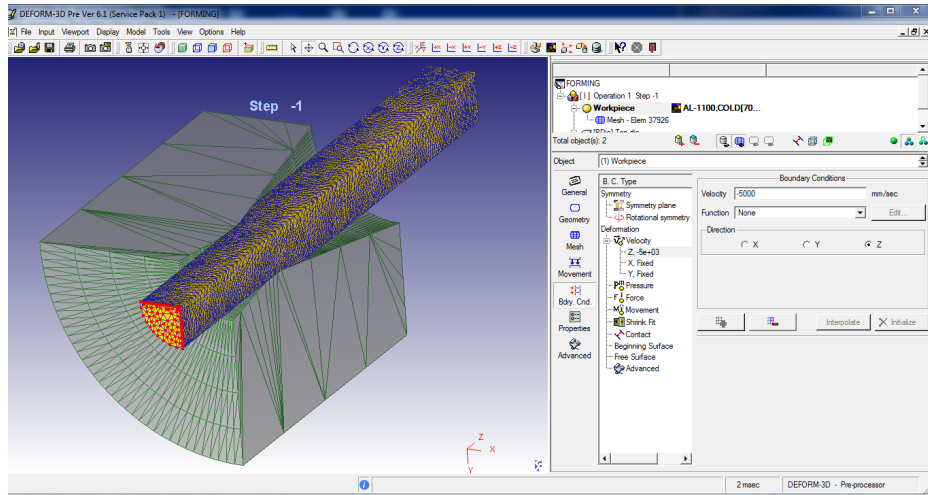 DEFORM-3D Pre Ver 6.1 (Service Pack 1) - [FORMING]
File Input Viewport Display Model Tools View Options Help
Step -1
Z
X
Y
FORMING
[1] Operation 1 Step -1
Workpiece AL-1100,COLD[70...
Mesh - Elem 37926
Total object(s): 2
Object (1) Workpiece
General
Geometry
Mesh
Movement
Bdry. Cnd.
Properties
Advanced
B. C. Type
Symmetry
Symmetry plane
Rotational symmetry
Deformation
Velocity
Z, -5e+03
X, Fixed
Y, Fixed
Pressure
Force
Movement
Shrink Fit
Contact
Beginning Surface
Free Surface
Advanced
Boundary Conditions
Velocity -5000 mm/sec
Function None Edit...
Direction
X Y Z
Interpolate Initialize
2 msec DEFORM-3D - Pre-processor